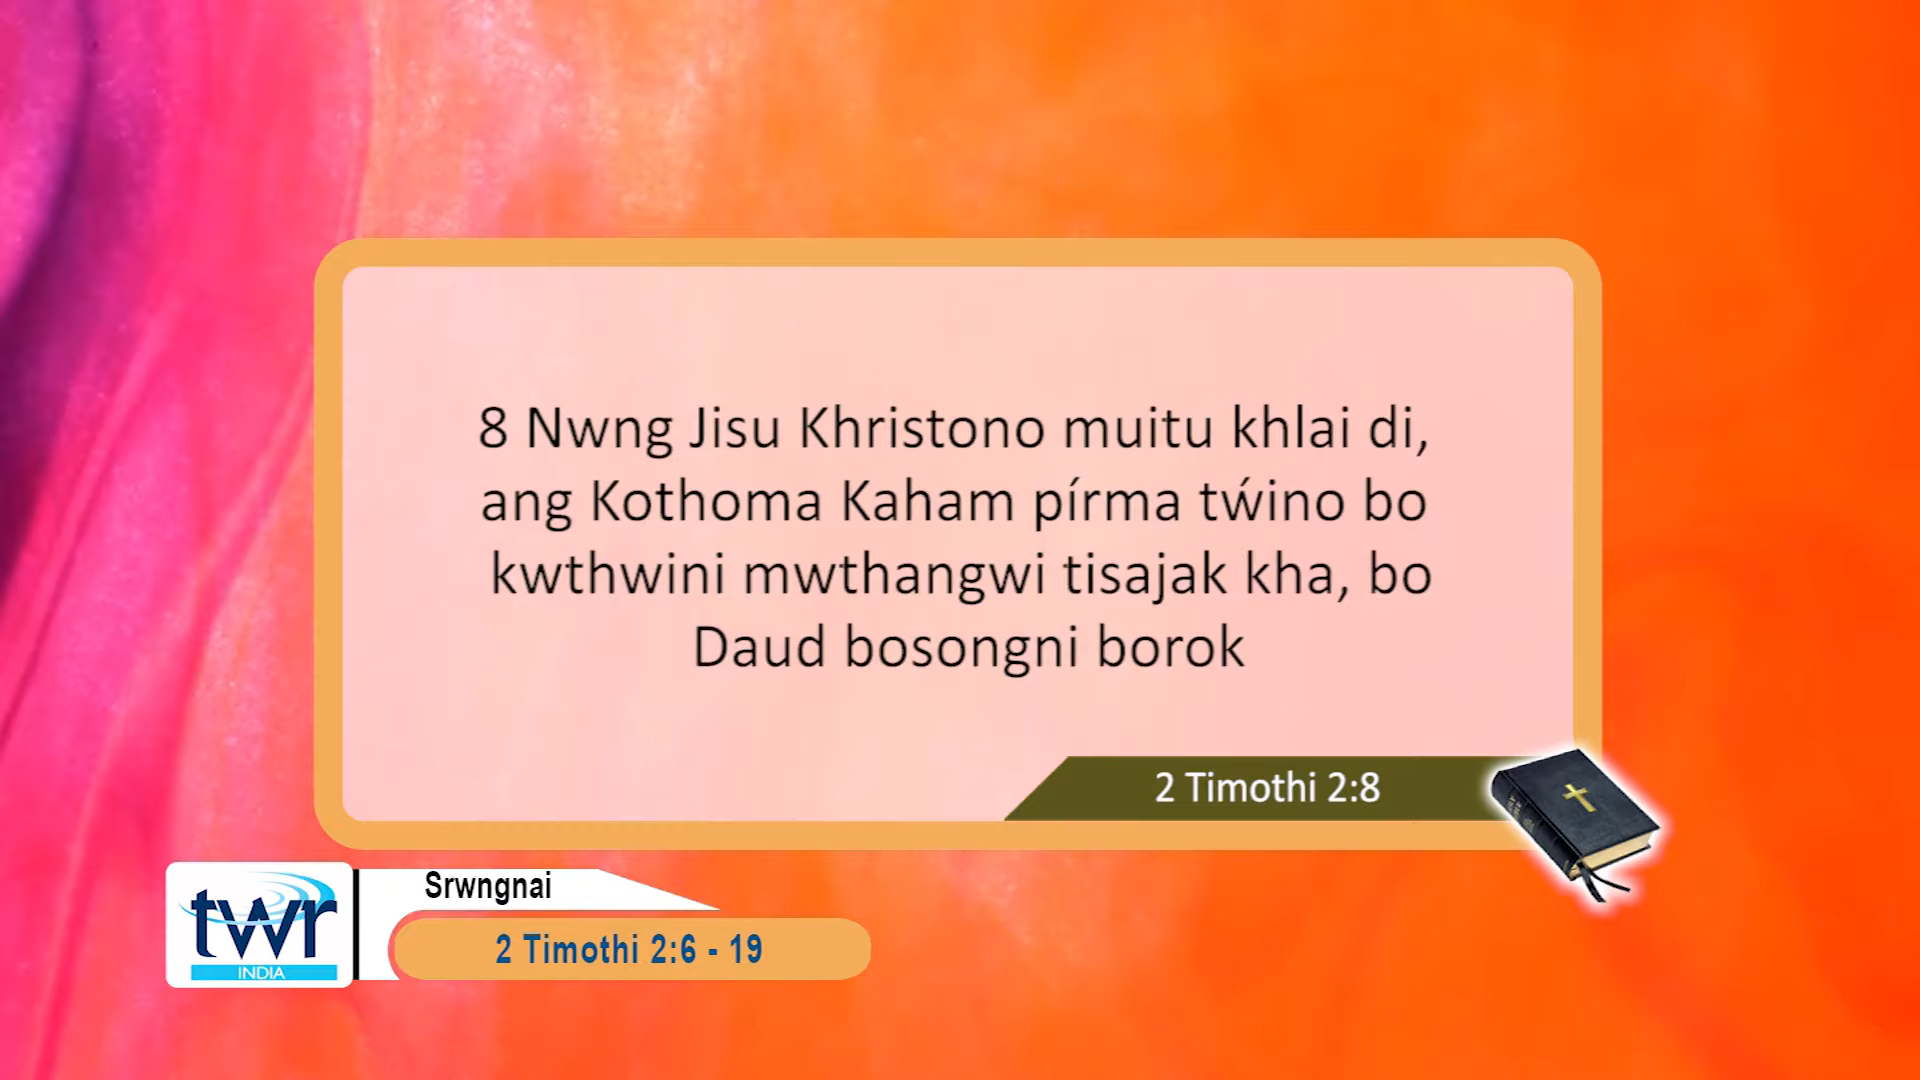 8 Nwng Jisu Khristono muitu khlai di,
ang Kothoma Kaham pírma tẃino bo
kwthwini mwthangwi tisajak kha, bo
Daud bosongni borok
2 Timothi 2:8
Srwngnai
twr
INDIA
2 Timothi 2:6 - 19